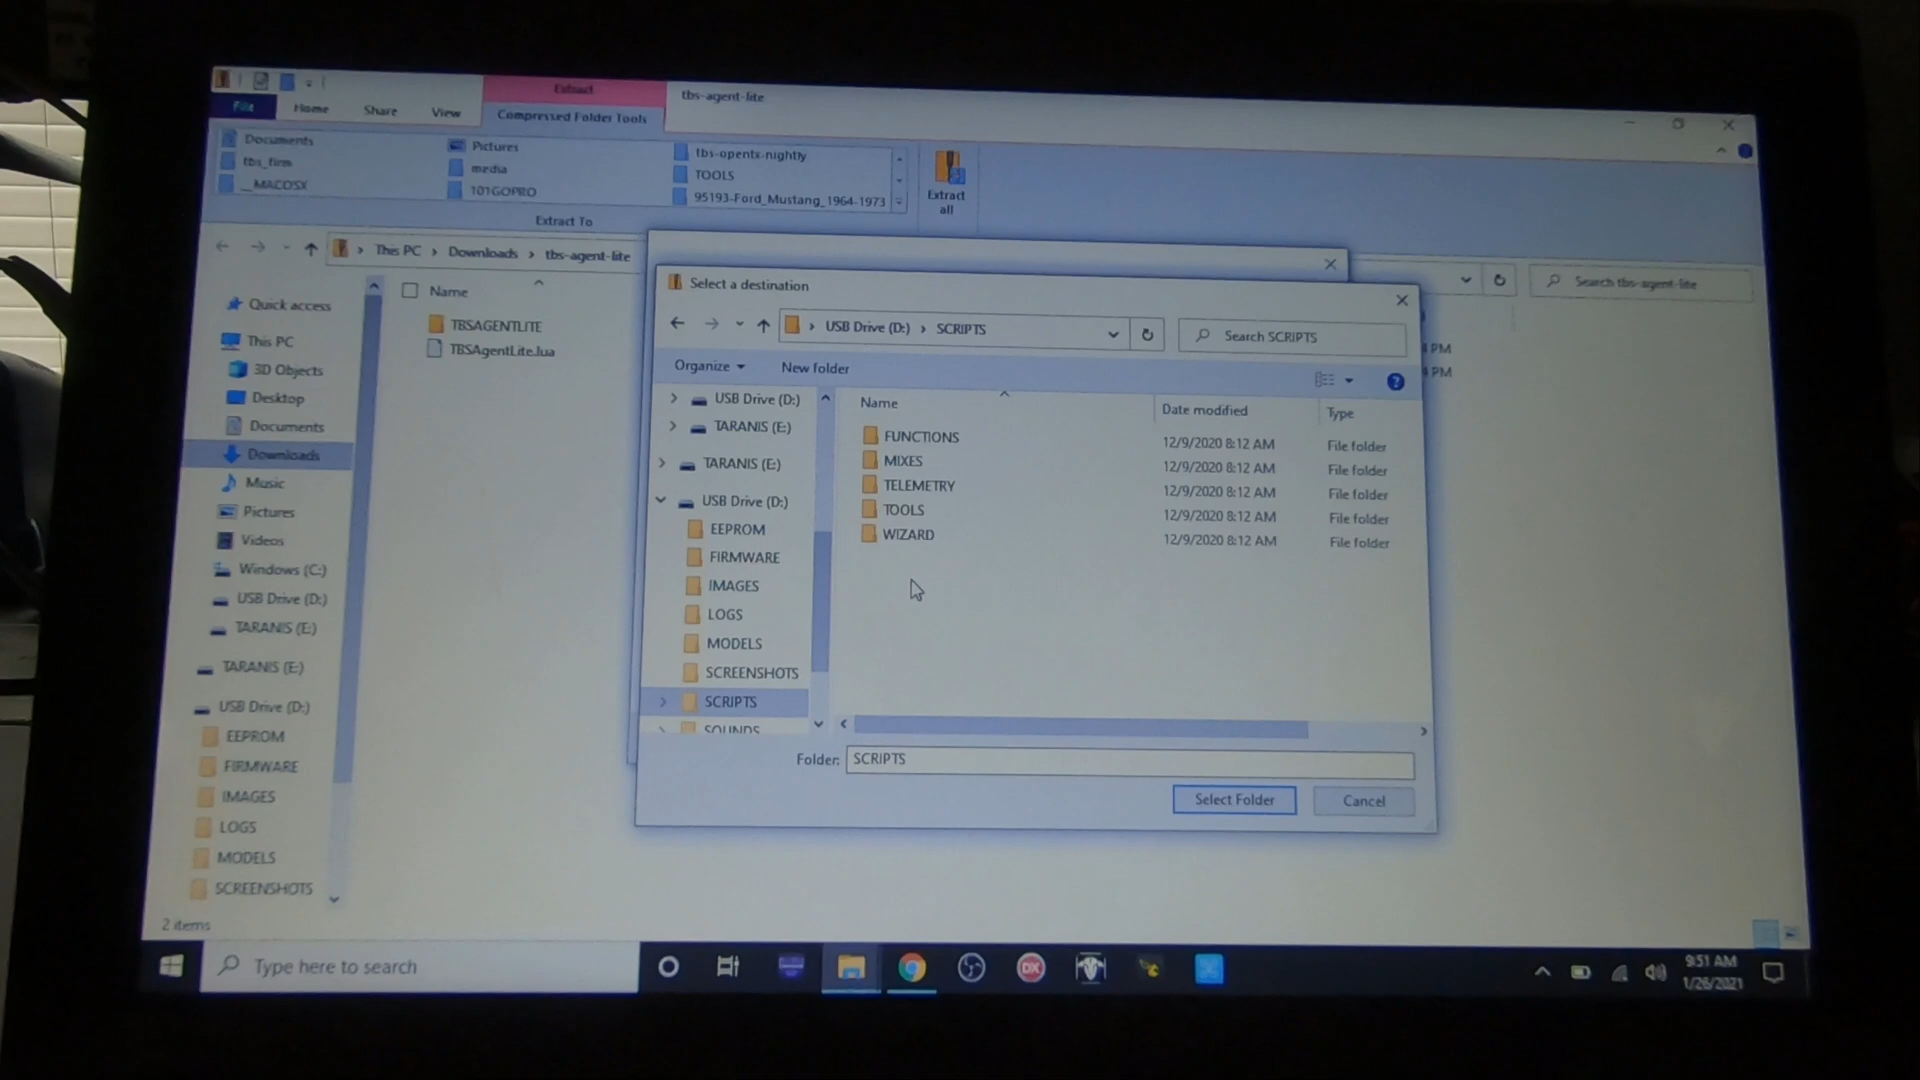 Extract
tbs-agent-lite
File Home Share View Compressed Folder Tools
Documents Pictures tbs-opentx-nightly
tbs_firm media TOOLS
__MACOSX 101GOPRO 95193-Ford_Mustang_1964-1973
Extract all
Extract To
This PC > Downloads > tbs-agent-lite
Search tbs-agent-lite
Name
TBSAGENTLITE
TBSAgentLite.lua
PM
PM
Quick access
This PC
3D Objects
Desktop
Documents
Downloads
Music
Pictures
Videos
Windows (C:)
USB Drive (D:)
TARANIS (E:)
TARANIS (E:)
USB Drive (D:)
EEPROM
FIRMWARE
IMAGES
LOGS
MODELS
SCREENSHOTS
2 items
Select a destination
USB Drive (D:) > SCRIPTS
Search SCRIPTS
Organize New folder
USB Drive (D:)
TARANIS (E:)
TARANIS (E:)
USB Drive (D:)
EEPROM
FIRMWARE
IMAGES
LOGS
MODELS
SCREENSHOTS
SCRIPTS
SOUNDS
Name Date modified Type
FUNCTIONS 12/9/2020 8:12 AM File folder
MIXES 12/9/2020 8:12 AM File folder
TELEMETRY 12/9/2020 8:12 AM File folder
TOOLS 12/9/2020 8:12 AM File folder
WIZARD 12/9/2020 8:12 AM File folder
Folder: SCRIPTS
Select Folder Cancel
Type here to search
DX
9:51 AM
1/26/2021